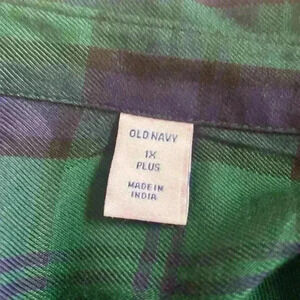 OLD NAVY
1X
PLUS
MADE IN
INDIA